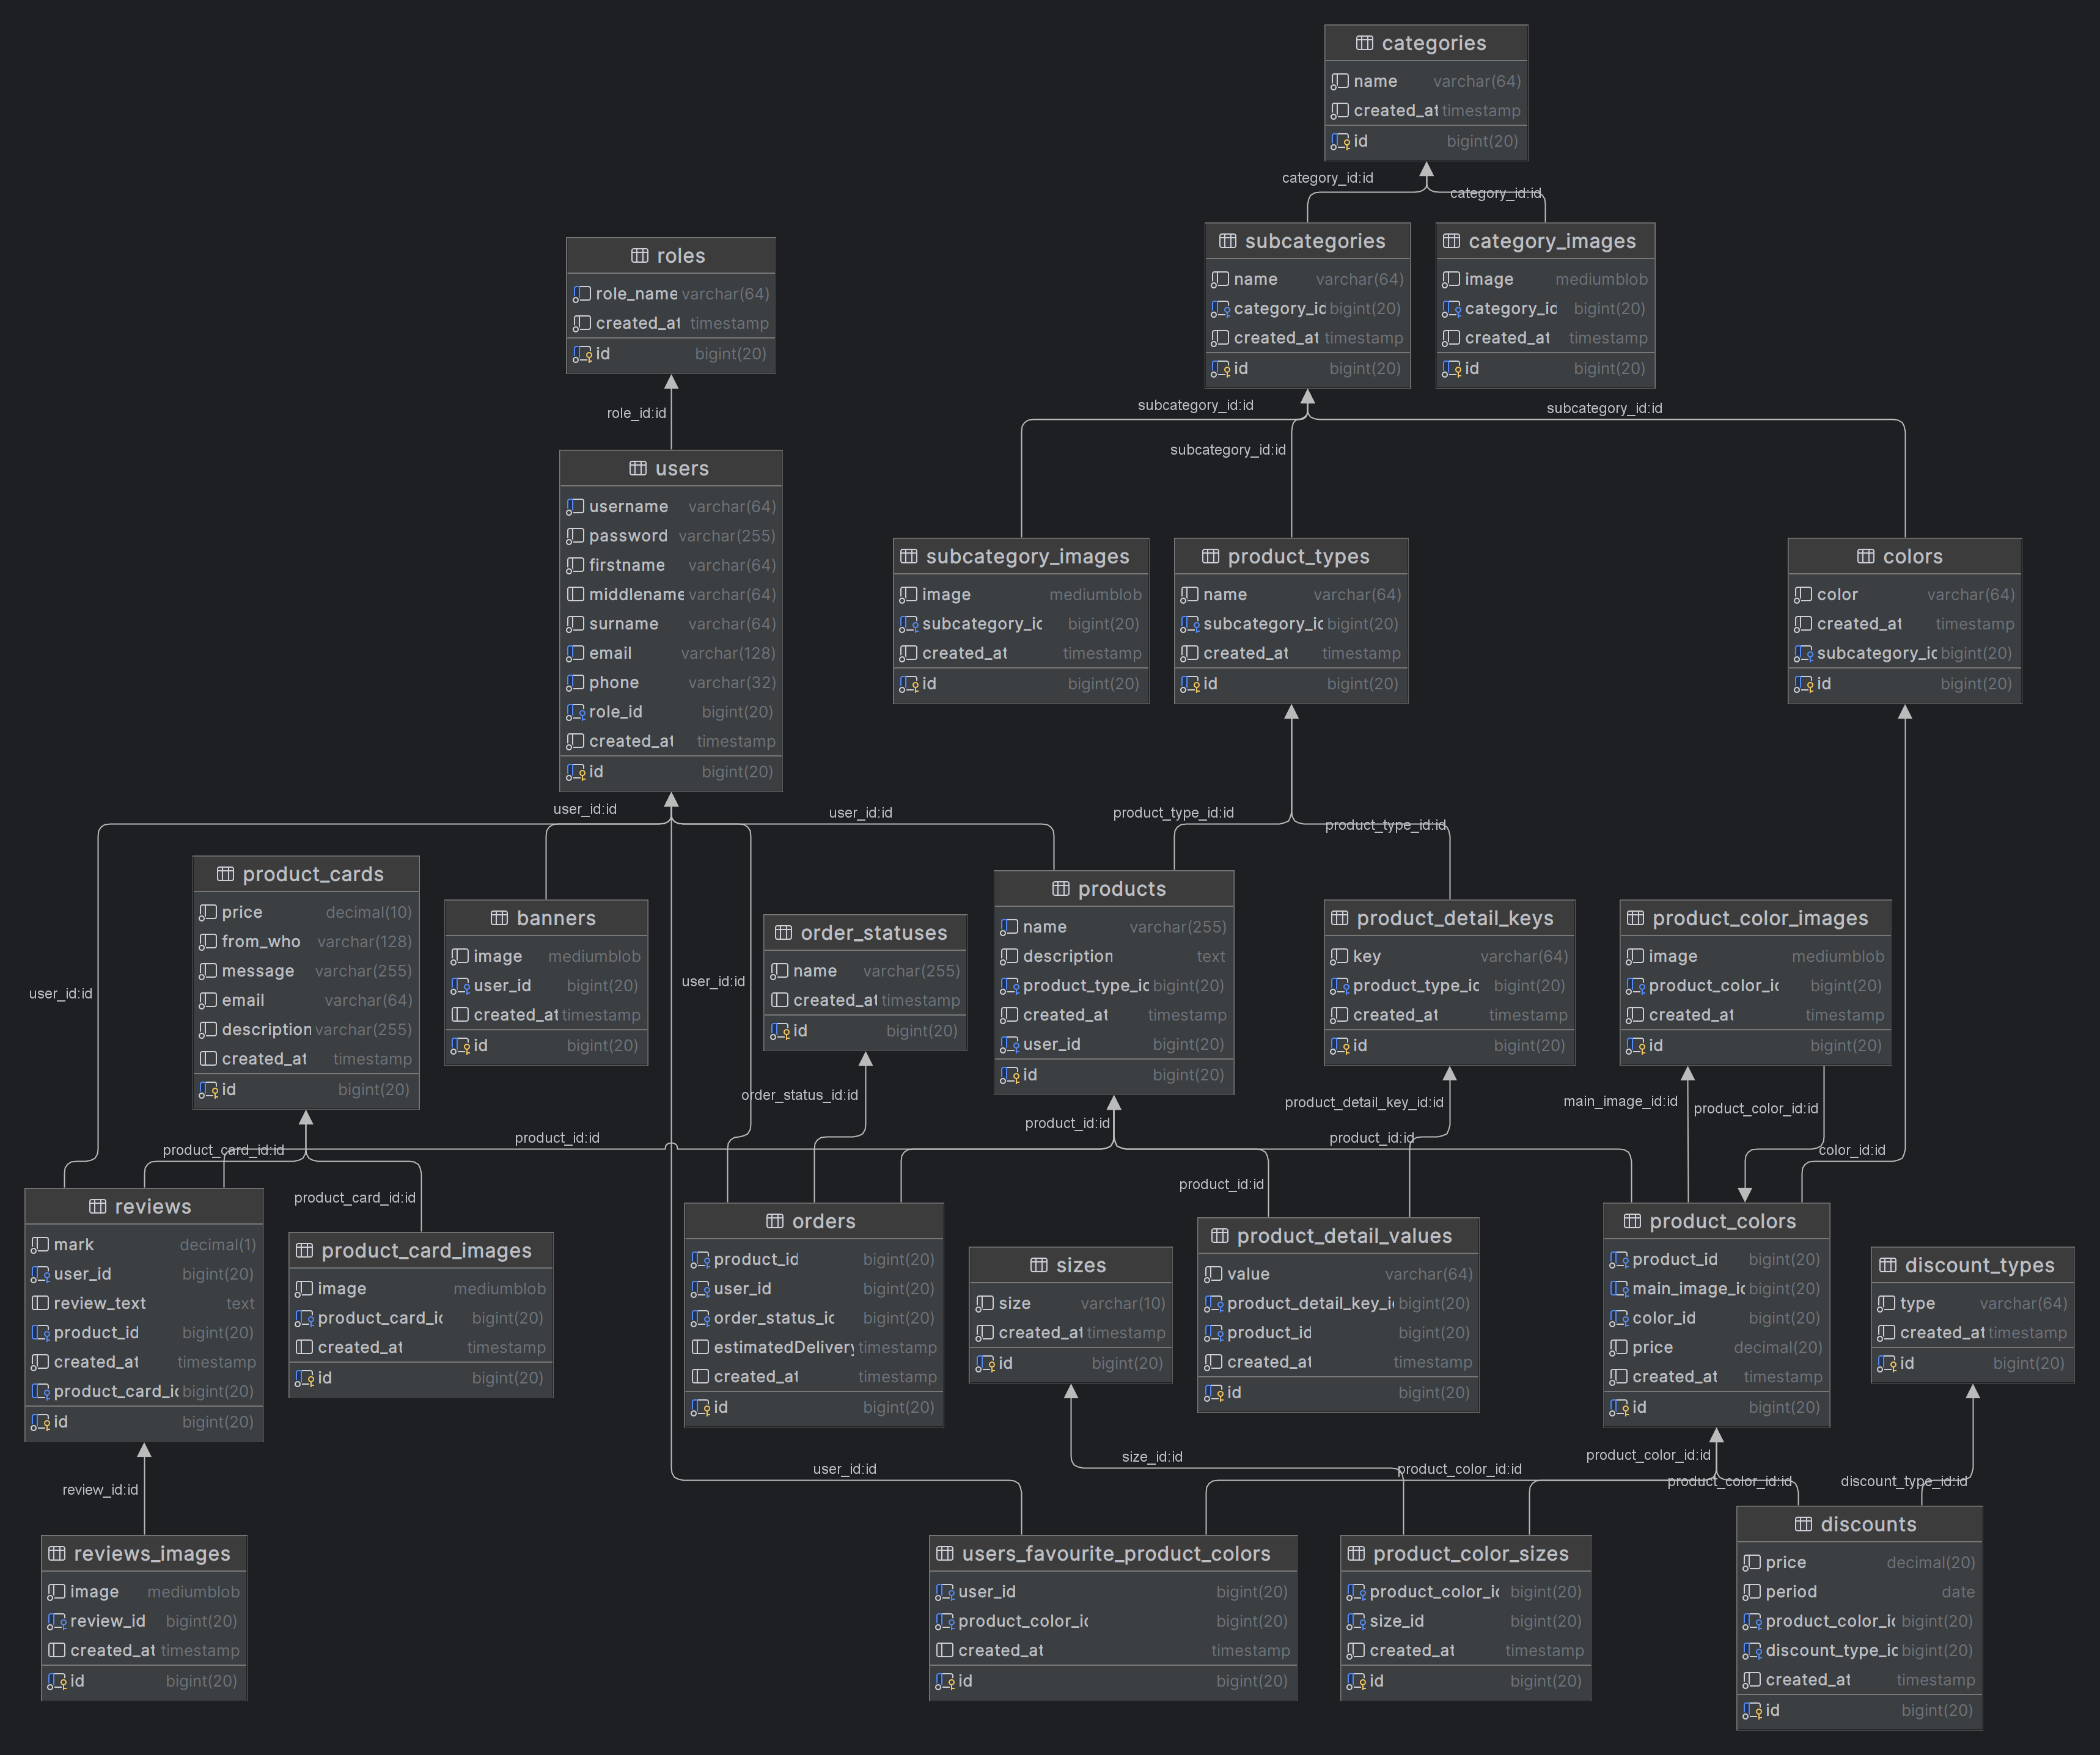 categories
name varchar(64)
created_at timestamp
id bigint(20)
category_id:id
category_id:id
subcategories
name varchar(64)
category_id bigint(20)
created_at timestamp
id bigint(20)
category_images
image mediumblob
category_id bigint(20)
created_at timestamp
id bigint(20)
roles
role_name varchar(64)
created_at timestamp
id bigint(20)
role_id:id
subcategory_id:id
subcategory_id:id
subcategory_id:id
users
username varchar(64)
password varchar(255)
firstname varchar(64)
middlename varchar(64)
surname varchar(64)
email varchar(128)
phone varchar(32)
role_id bigint(20)
created_at timestamp
id bigint(20)
subcategory_images
image mediumblob
subcategory_id bigint(20)
created_at timestamp
id bigint(20)
product_types
name varchar(64)
subcategory_id bigint(20)
created_at timestamp
id bigint(20)
colors
color varchar(64)
created_at timestamp
subcategory_id bigint(20)
id bigint(20)
user_id:id
user_id:id
product_type_id:id
product_type_id:id
user_id:id
user_id:id
product_cards
price decimal(10)
from_who varchar(128)
message varchar(255)
email varchar(64)
description varchar(255)
created_at timestamp
id bigint(20)
banners
image mediumblob
user_id bigint(20)
created_at timestamp
id bigint(20)
order_statuses
name varchar(255)
created_at timestamp
id bigint(20)
products
name varchar(255)
description text
product_type_id bigint(20)
created_at timestamp
user_id bigint(20)
id bigint(20)
product_detail_keys
key varchar(64)
product_type_id bigint(20)
created_at timestamp
id bigint(20)
product_color_images
image mediumblob
product_color_id bigint(20)
created_at timestamp
id bigint(20)
order_status_id:id
product_detail_key_id:id
main_image_id:id
product_color_id:id
product_id:id
product_id:id
product_id:id
product_card_id:id
color_id:id
product_card_id:id
product_id:id
reviews
mark decimal(1)
user_id bigint(20)
review_text text
product_id bigint(20)
created_at timestamp
product_card_id bigint(20)
id bigint(20)
product_card_images
image mediumblob
product_card_id bigint(20)
created_at timestamp
id bigint(20)
orders
product_id bigint(20)
user_id bigint(20)
order_status_id bigint(20)
estimatedDelivery timestamp
created_at timestamp
id bigint(20)
sizes
size varchar(10)
created_at timestamp
id bigint(20)
product_detail_values
value varchar(64)
product_detail_key_id bigint(20)
product_id bigint(20)
created_at timestamp
id bigint(20)
product_colors
product_id bigint(20)
main_image_id bigint(20)
color_id bigint(20)
price decimal(20)
created_at timestamp
id bigint(20)
discount_types
type varchar(64)
created_at timestamp
id bigint(20)
review_id:id
user_id:id
size_id:id
product_color_id:id
product_color_id:id
product_color_id:id
discount_type_id:id
reviews_images
image mediumblob
review_id bigint(20)
created_at timestamp
id bigint(20)
users_favourite_product_colors
user_id bigint(20)
product_color_id bigint(20)
created_at timestamp
id bigint(20)
product_color_sizes
product_color_id bigint(20)
size_id bigint(20)
created_at timestamp
id bigint(20)
discounts
price decimal(20)
period date
product_color_id bigint(20)
discount_type_id bigint(20)
created_at timestamp
id bigint(20)